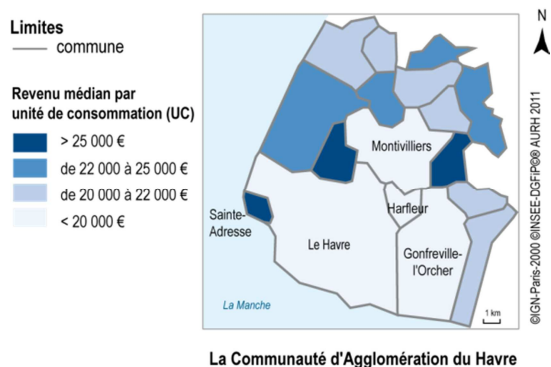 Limites
commune
Revenu médian par
unité de consommation (UC)
> 25 000 €
de 22 000 à 25 000 €
de 20 000 à 22 000 €
< 20 000 €
N
Montivilliers
Harfleur
Sainte-
Adresse
Le Havre
Gonfreville-
l'Orcher
La Manche
1 km
©IGN-Paris-2000 ©INSEE-DGFiP©® AURH 2011
La Communauté d'Agglomération du Havre